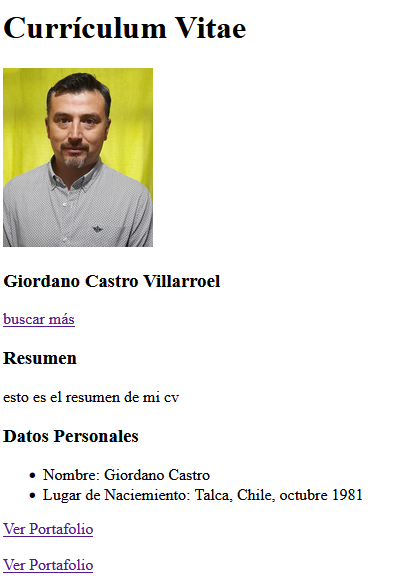 Currículum Vitae
Giordano Castro Villarroel
buscar más
Resumen
esto es el resumen de mi cv
Datos Personales
• Nombre: Giordano Castro
• Lugar de Naciemiento: Talca, Chile, octubre 1981
Ver Portafolio
Ver Portafolio